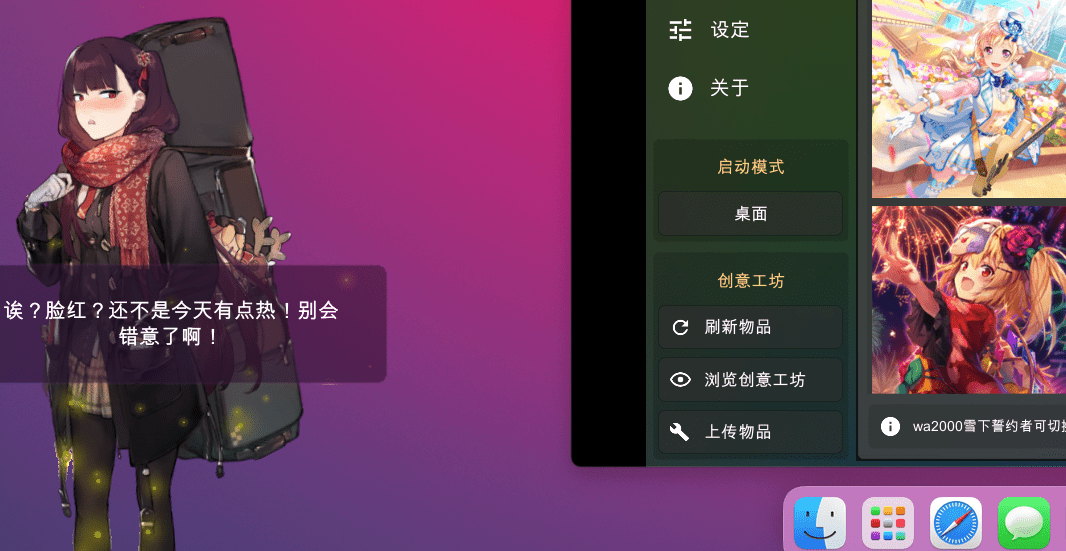 诶？脸红？还不是今天有点热！别会
错意了啊！
设定
关于
启动模式
桌面
创意工坊
刷新物品
浏览创意工坊
上传物品
wa2000雪下誓约者可切